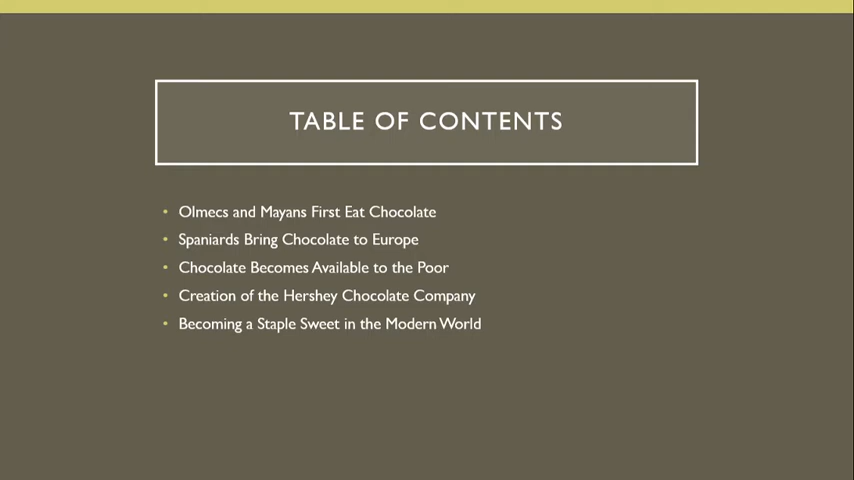 TABLE OF CONTENTS
• Olmecs and Mayans First Eat Chocolate
• Spaniards Bring Chocolate to Europe
• Chocolate Becomes Available to the Poor
• Creation of the Hershey Chocolate Company
• Becoming a Staple Sweet in the Modern World